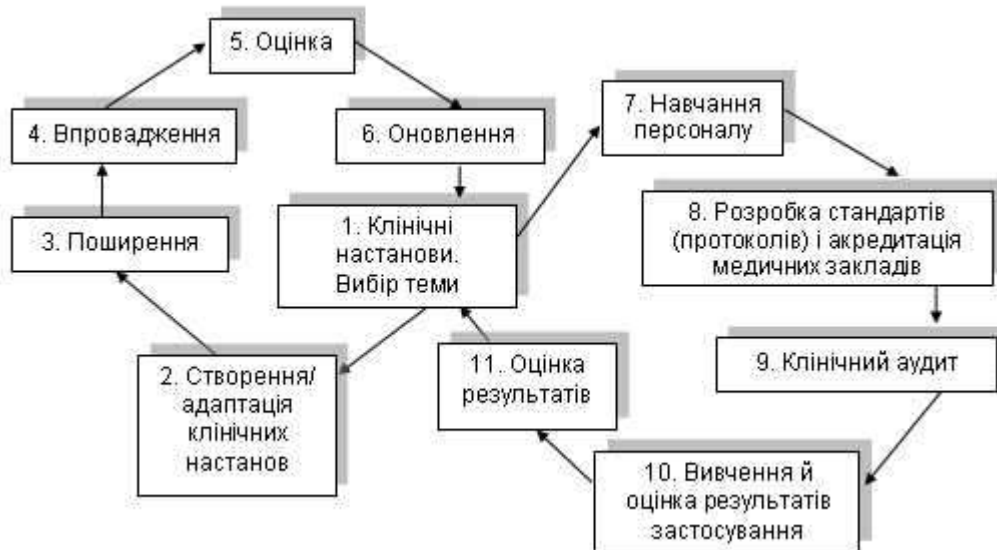 5. Оцінка
4. Впровадження
6. Оновлення
7. Навчання
персоналу
3. Поширення
1. Клінічні
настанови.
Вибір теми
8. Розробка стандартів
(протоколів) і акредитація
медичних закладів
2. Створення/
адаптація
клінічних
настанов
11. Оцінка
результатів
9. Клінічний аудит
10. Вивчення й
оцінка результатів
застосування